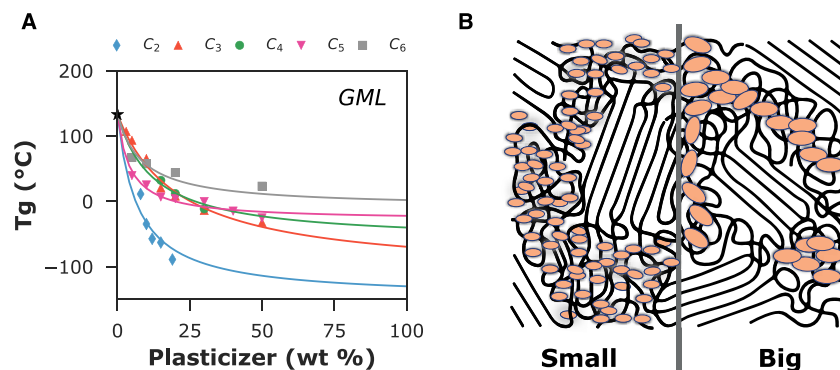 A
B
C2 C3 C4 C5 C6
GML
200
100
0
−100
Tg (°C)
0 25 50 75 100
Plasticizer (wt %)
Small Big